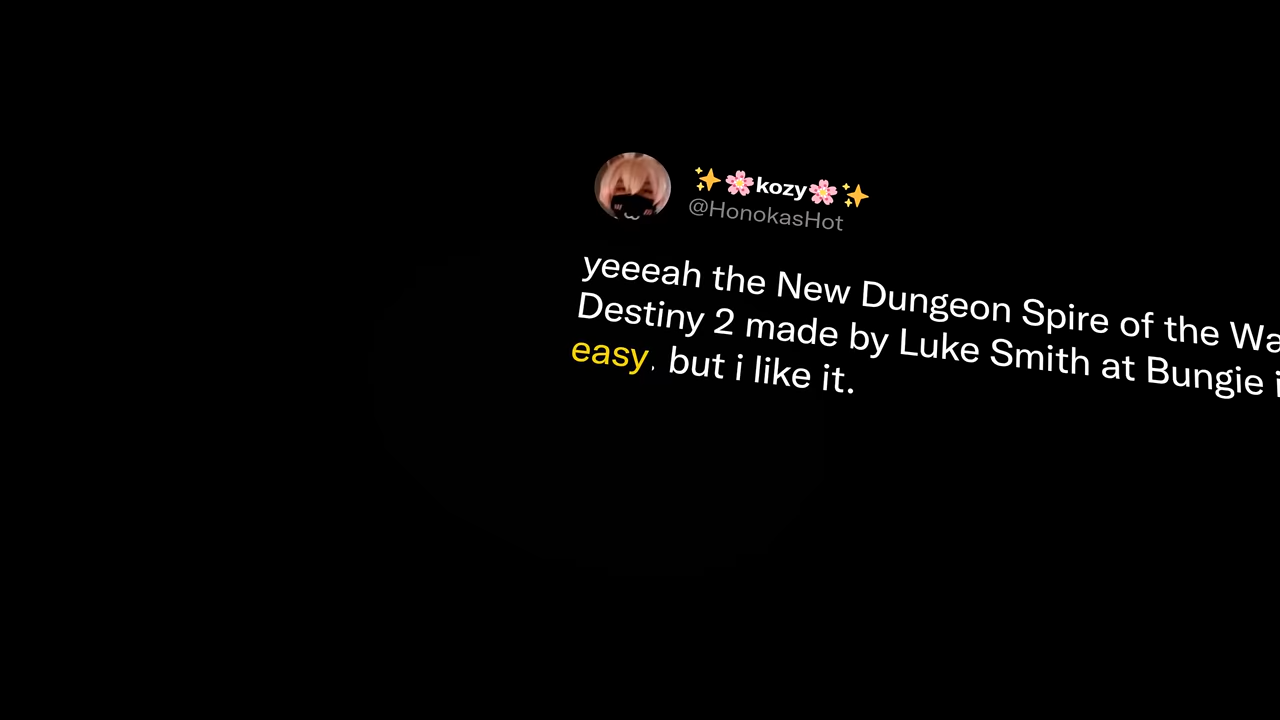 ✨🌸kozy🌸✨
@HonokasHot
yeeeah the New Dungeon Spire of the Wa
Destiny 2 made by Luke Smith at Bungie i
easy. but i like it.